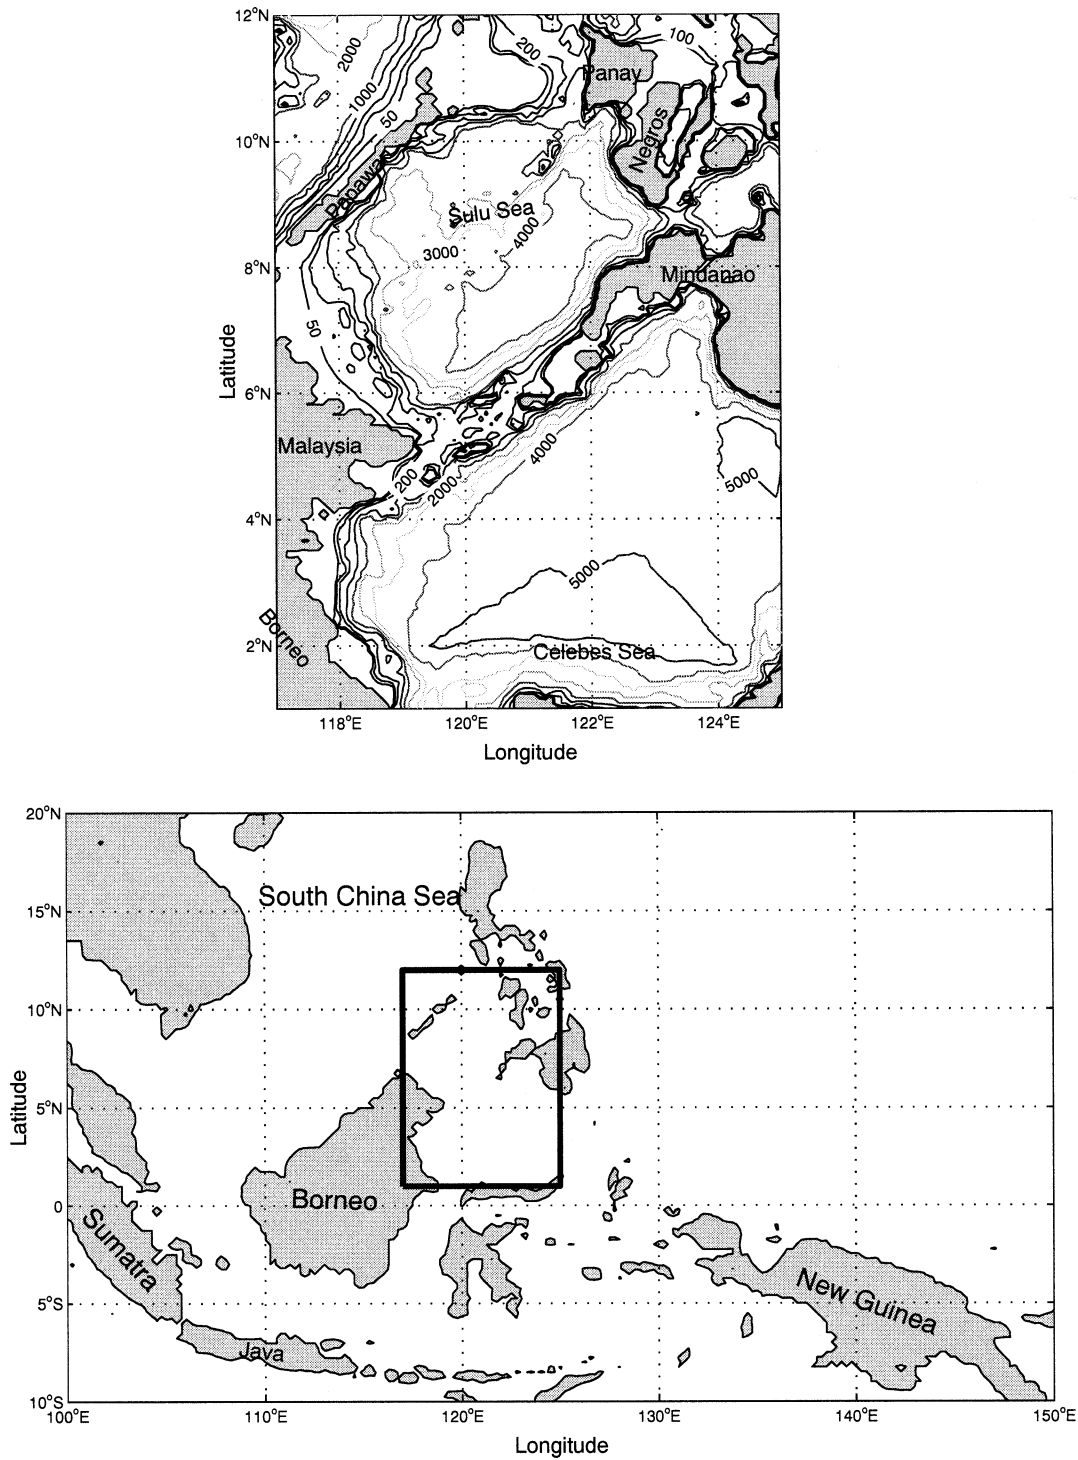 12°N
2000
200
100
Panay
1000
50
10°N
Negros
Papawan
Sulu Sea
4000
3000
8°N
Mindanao
50
Latitude
6°N
Malaysia
4000
200
2000
5000
4°N
5000
Borneo
2°N
Celebes Sea
118°E 120°E 122°E 124°E
Longitude
20°N
South China Sea
15°N
10°N
Latitude
5°N
Borneo
0
Sumatra
New Guinea
5°S
Java
10°S
100°E 110°E 120°E 130°E 140°E 150°E
Longitude